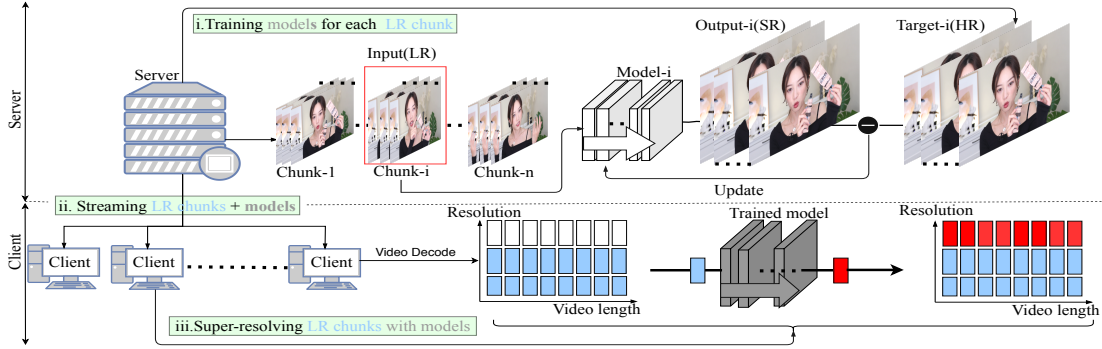 i.Training models for each LR chunk
Output-i(SR)
Target-i(HR)
Input(LR)
Server
Model-i
Server
Chunk-1
Chunk-i
Chunk-n
Update
ii. Streaming LR chunks + models
Resolution
Trained model
Resolution
Client
Client
Client
Client
Video Decode
Video length
Video length
iii.Super-resolving LR chunks with models